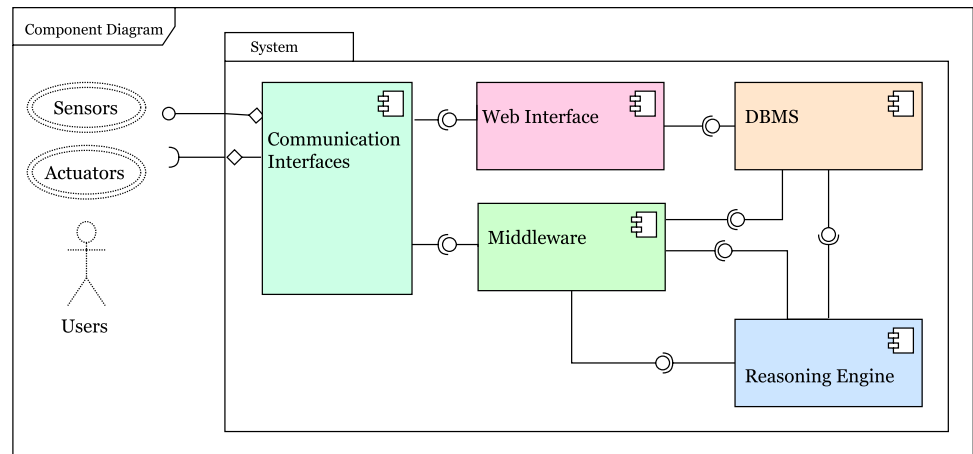 Component Diagram
System
Sensors
Actuators
Users
Communication
Interfaces
Web Interface
DBMS
Middleware
Reasoning Engine